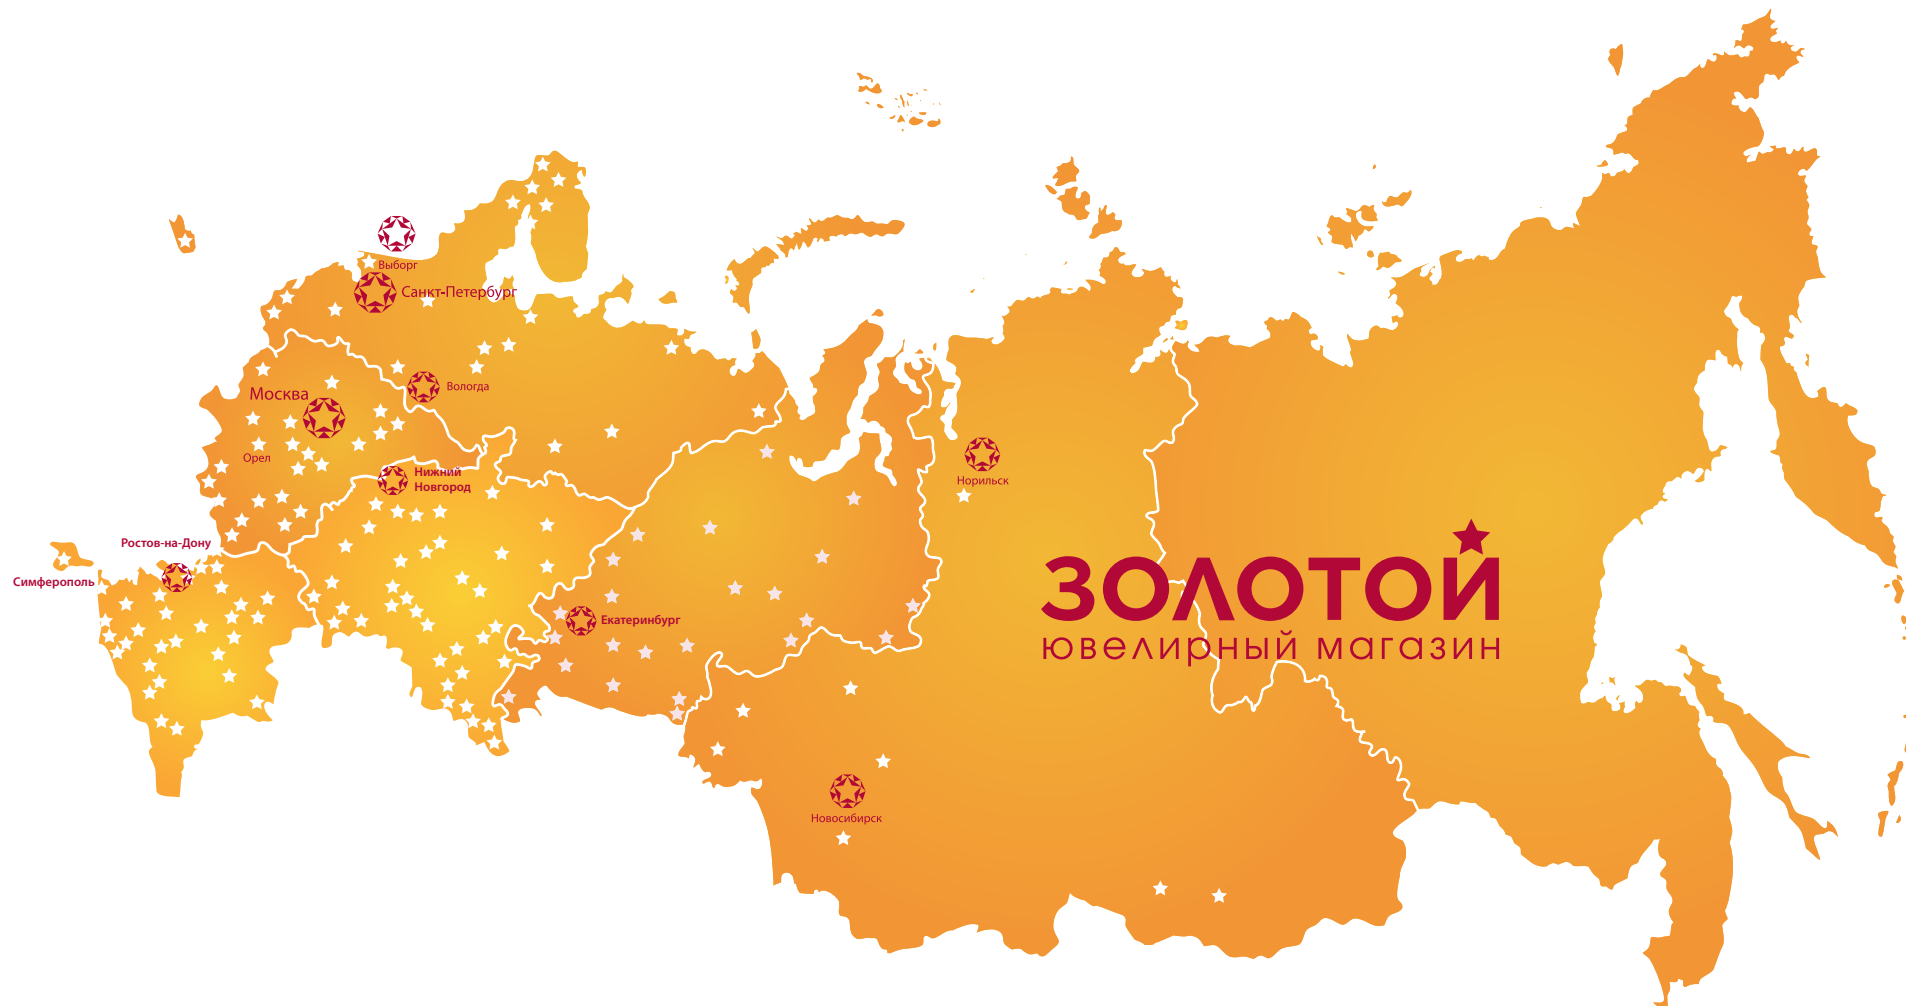 Выборг
Санкт-Петербург
Вологда
Москва
Орел
Нижний
Новгород
Норильск
Ростов-на-Дону
Симферополь
Екатеринбург
ЗОЛОТОЙ
ювелирный магазин
Новосибирск